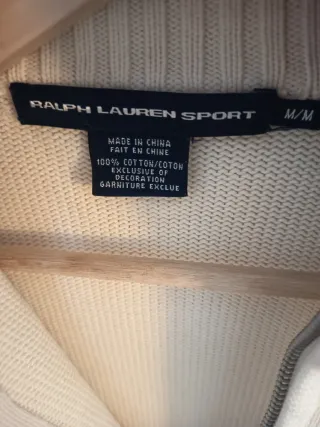 RALPH LAUREN SPORT
M/M
MADE IN CHINA
FAIT EN CHINE
100% COTTON/COTON
EXCLUSIVE OF
DECORATION
GARNITURE EXCLUE